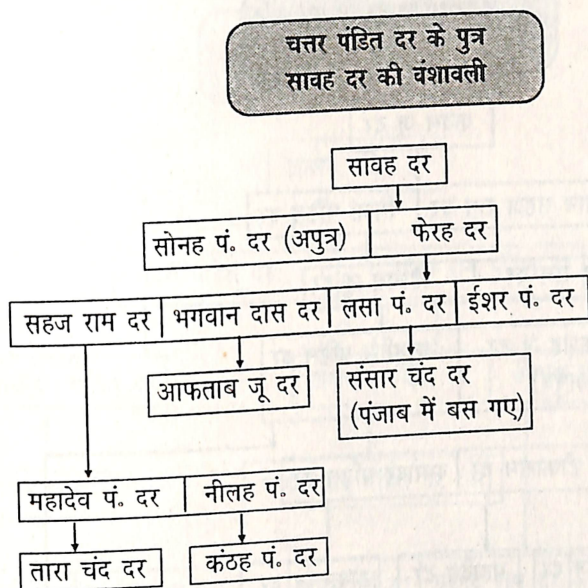 चत्तर पंडित दर के पुत्र
सावह दर की वंशावली
सावह दर
सोनह पं॰ दर (अपुत्र) फेरह दर
सहज राम दर भगवान दास दर लसा पं॰ दर ईशर पं॰ दर
आफताब जू दर
संसार चंद दर
(पंजाब में बस गए)
महादेव पं॰ दर नीलह पं॰ दर
तारा चंद दर कंठह पं॰ दर